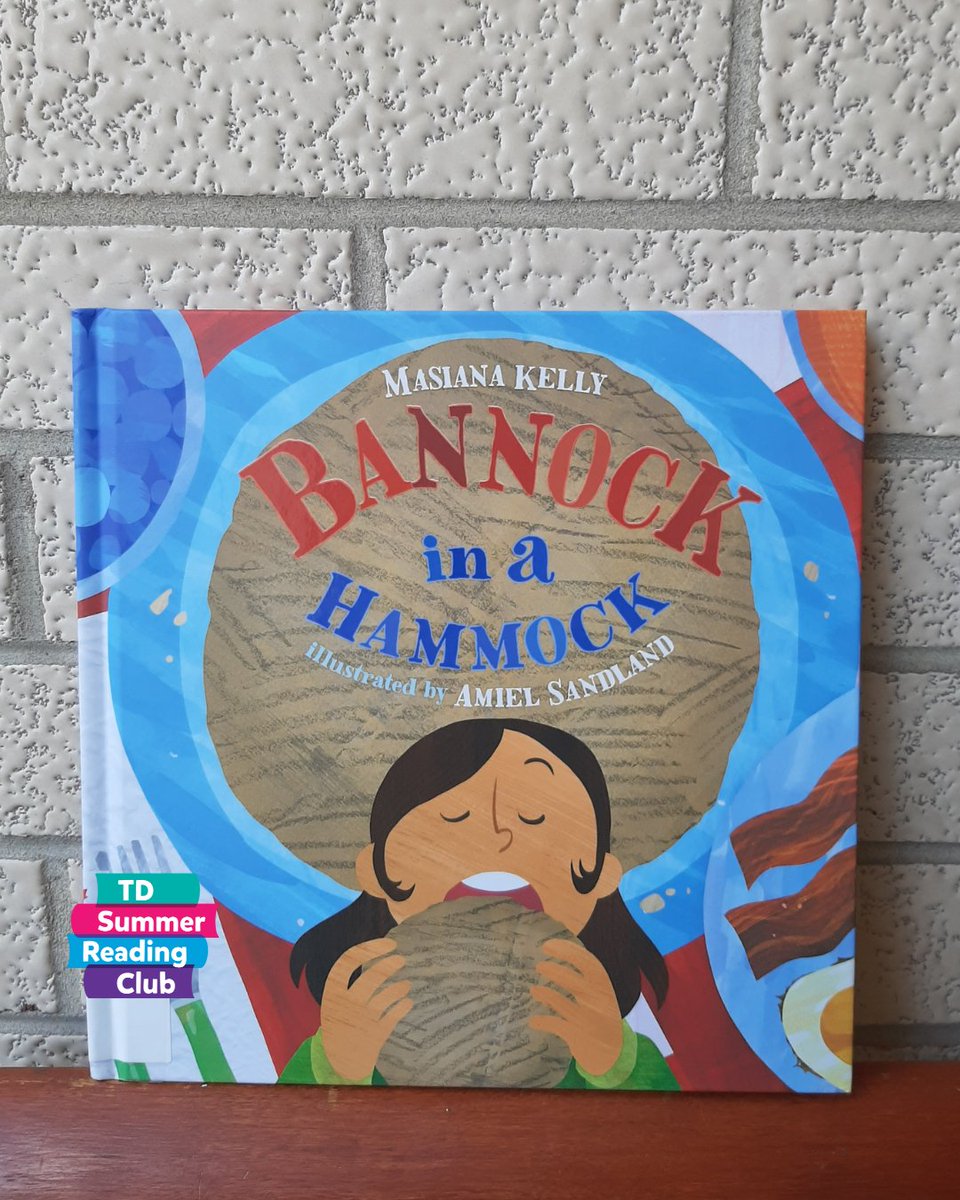 MASIANA KELLY
BANNOCK
in a
HAMMOCK
illustrated by AMIEL SANDLAND
TD
Summer
Reading
Club